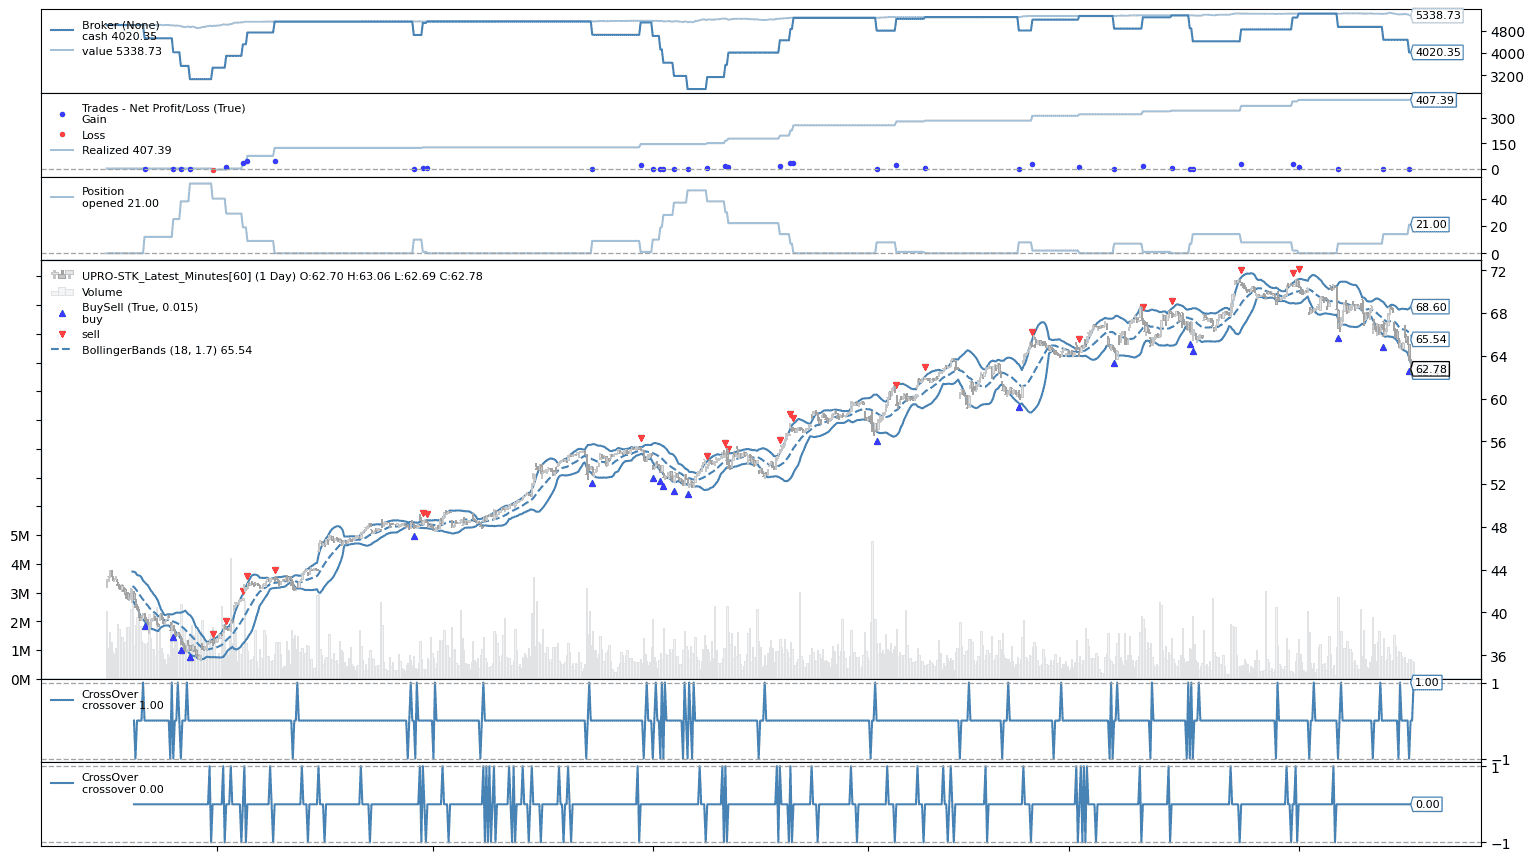 Broker (None)
cash 4020.35
value 5338.73
5338.73
4800
4020.35
4000
3200
Trades - Net Profit/Loss (True)
Gain
Loss
Realized 407.39
407.39
300
150
0
Position
opened 21.00
40
21.00
20
0
UPRO-STK_Latest_Minutes[60] (1 Day) O:62.70 H:63.06 L:62.69 C:62.78
Volume
BuySell (True, 0.015)
buy
sell
BollingerBands (18, 1.7) 65.54
72
68.60
68
65.54
64
62.78
60
56
52
48
44
40
36
5M
4M
3M
2M
1M
0M
CrossOver
crossover 1.00
1.00
1
−1
CrossOver
crossover 0.00
1
0.00
−1